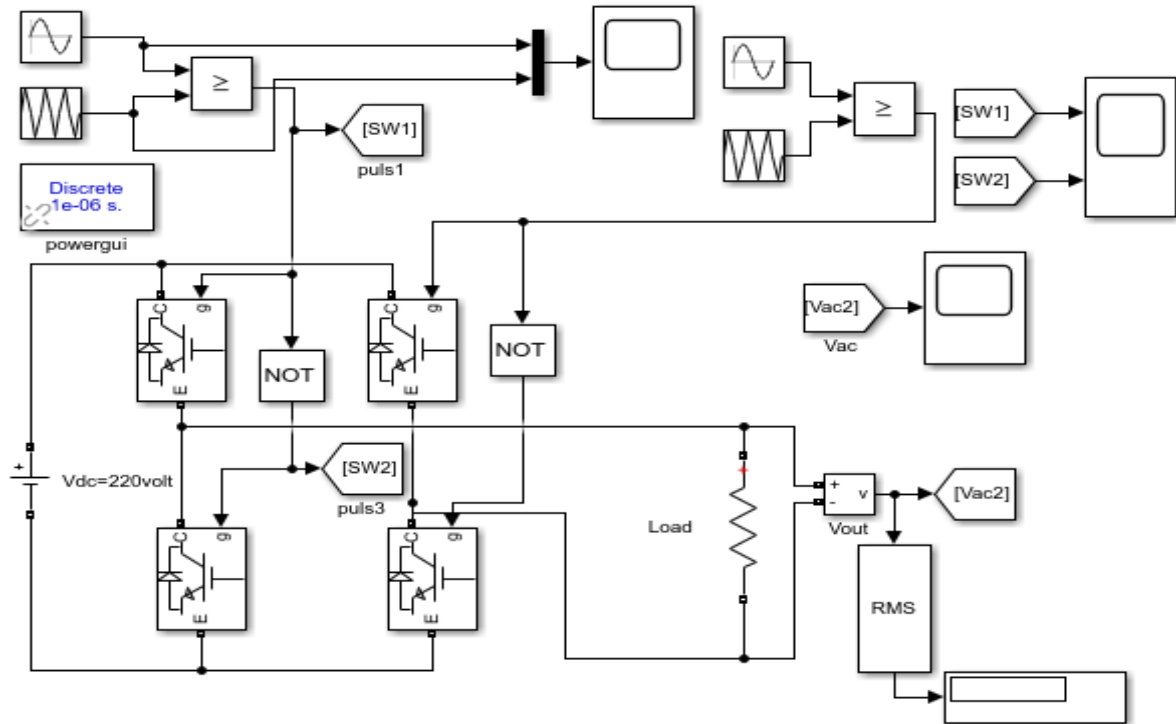 ≥
[SW1]
puls1
≥
[SW1]
[SW2]
Discrete
1e-06 s.
powergui
C
g
E
C
g
E
NOT
NOT
[Vac2]
Vac
+
Vdc=220volt
[SW2]
puls3
C
g
E
C
g
E
Load
+
+
-
v
Vout
[Vac2]
RMS